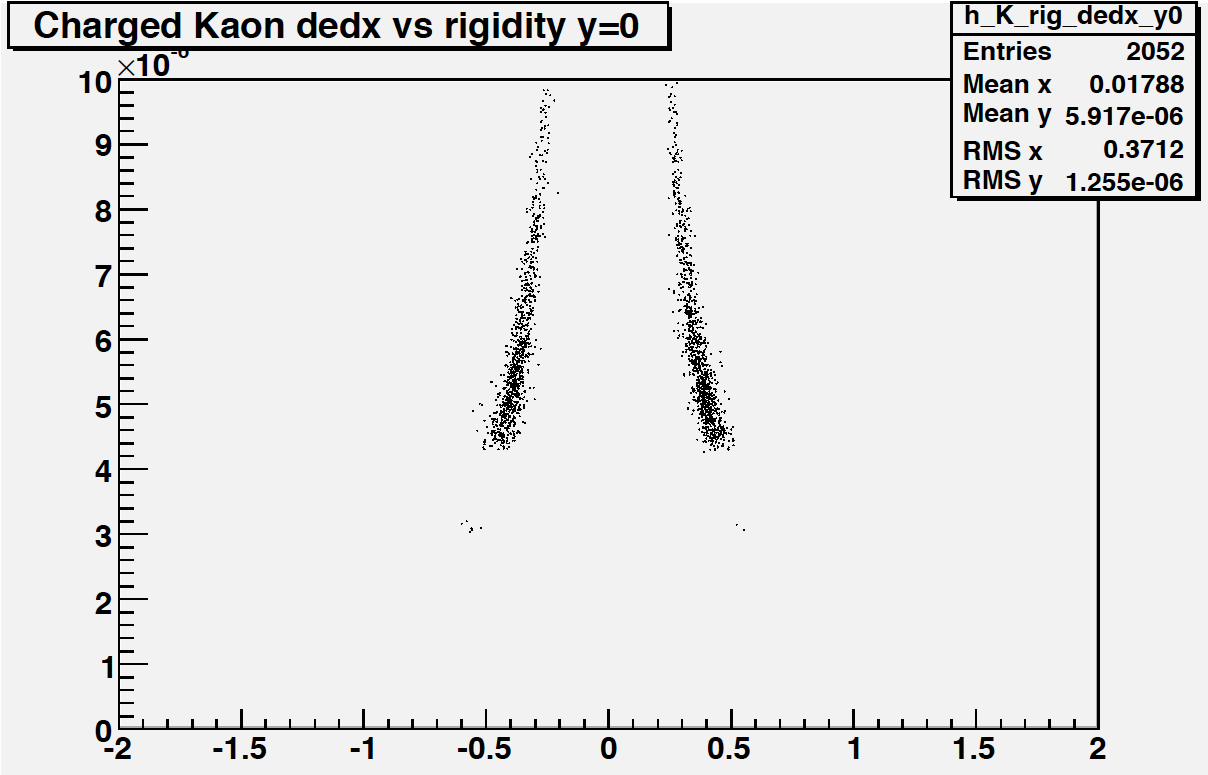 Charged Kaon dedx vs rigidity y=0
h_K_rig_dedx_y0
Entries 2052
Mean x 0.01788
Mean y 5.917e-06
RMS x 0.3712
RMS y 1.255e-06
×10
10
9
8
7
6
5
4
3
2
1
0
-2 -1.5 -1 -0.5 0 0.5 1 1.5 2